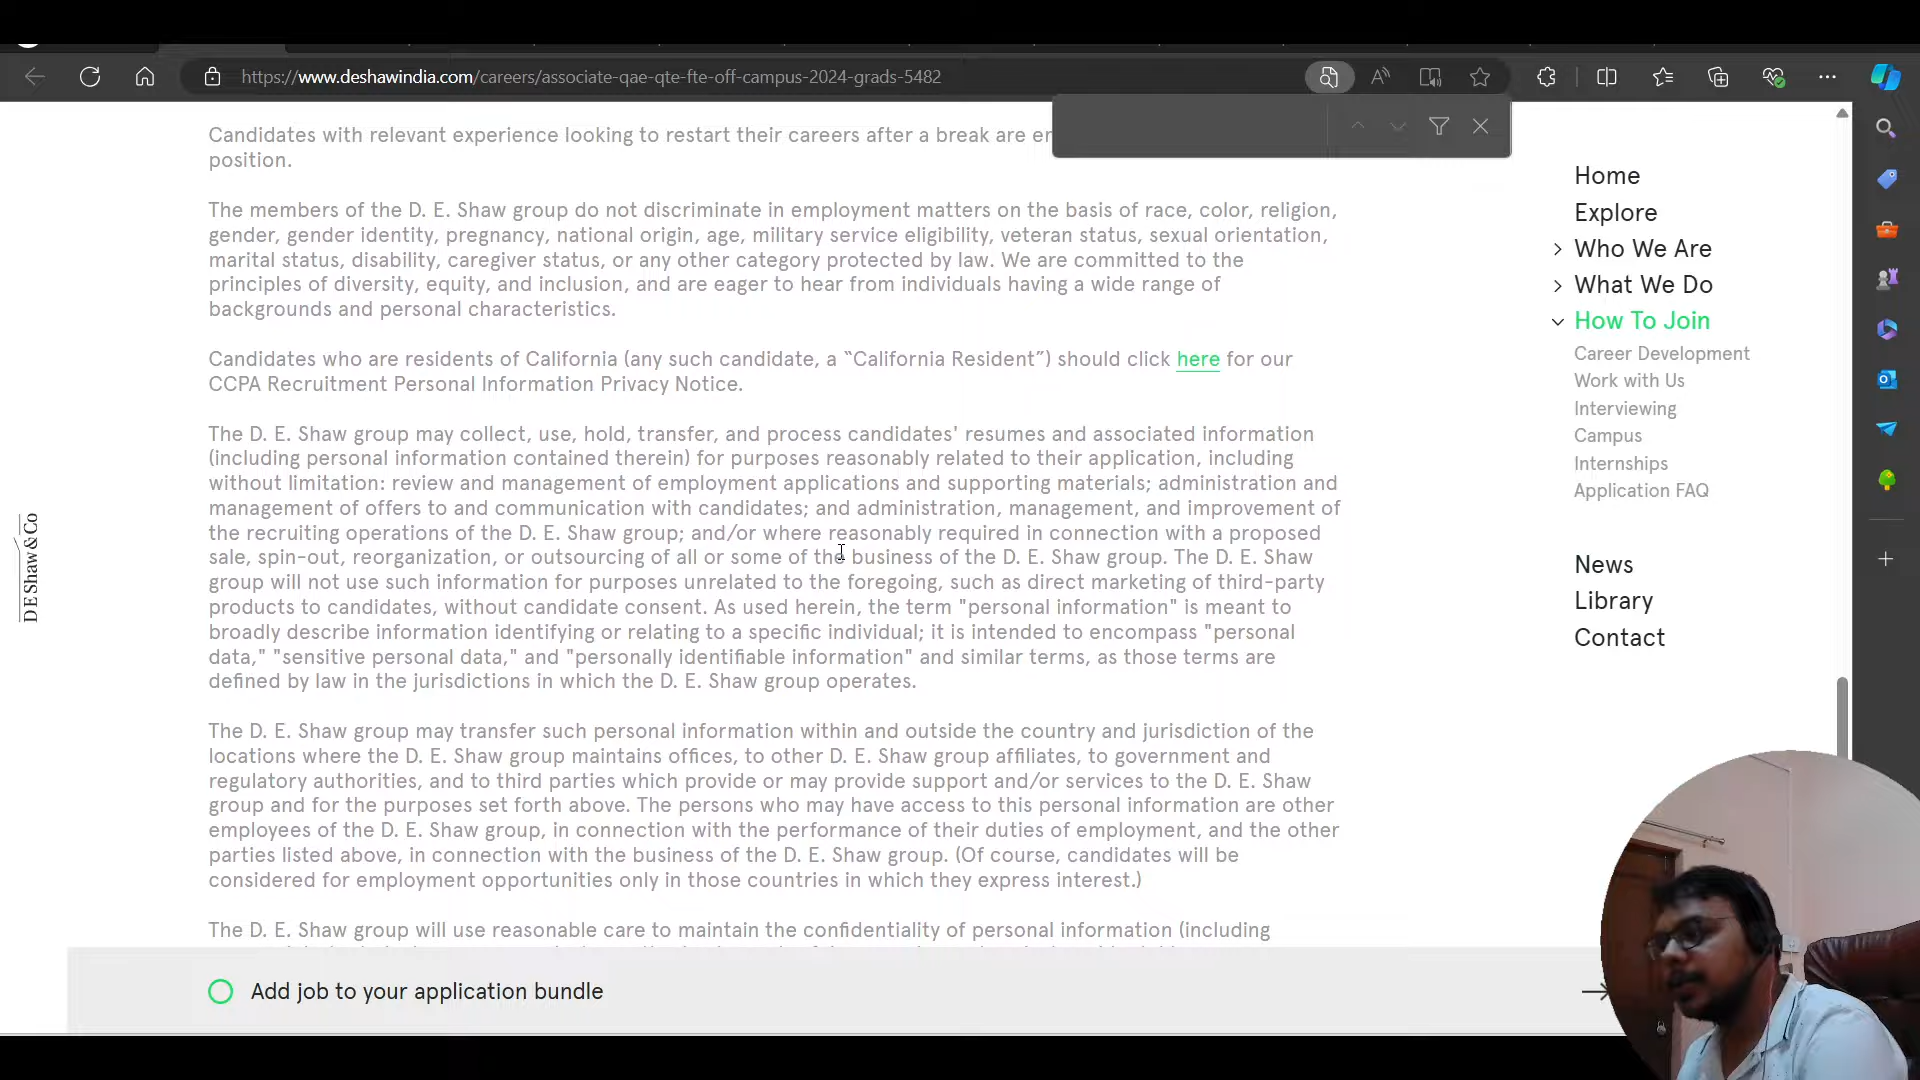 https://www.deshawindia.com/careers/associate-qae-qte-fte-off-campus-2024-grads-5482
Candidates with relevant experience looking to restart their careers after a break are
position.
The members of the D. E. Shaw group do not discriminate in employment matters on the basis of race, color, religion,
gender, gender identity, pregnancy, national origin, age, military service eligibility, veteran status, sexual orientation,
marital status, disability, caregiver status, or any other category protected by law. We are committed to the
principles of diversity, equity, and inclusion, and are eager to hear from individuals having a wide range of
backgrounds and personal characteristics.
Candidates who are residents of California (any such candidate, a “California Resident”) should click here for our
CCPA Recruitment Personal Information Privacy Notice.
The D. E. Shaw group may collect, use, hold, transfer, and process candidates' resumes and associated information
(including personal information contained therein) for purposes reasonably related to their application, including
without limitation: review and management of employment applications and supporting materials; administration and
management of offers to and communication with candidates; and administration, management, and improvement of
the recruiting operations of the D. E. Shaw group; and/or where reasonably required in connection with a proposed
sale, spin-out, reorganization, or outsourcing of all or some of the business of the D. E. Shaw group. The D. E. Shaw
group will not use such information for purposes unrelated to the foregoing, such as direct marketing of third-party
products to candidates, without candidate consent. As used herein, the term "personal information" is meant to
broadly describe information identifying or relating to a specific individual; it is intended to encompass "personal
data," "sensitive personal data," and "personally identifiable information" and similar terms, as those terms are
defined by law in the jurisdictions in which the D. E. Shaw group operates.
The D. E. Shaw group may transfer such personal information within and outside the country and jurisdiction of the
locations where the D. E. Shaw group maintains offices, to other D. E. Shaw group affiliates, to government and
regulatory authorities, and to third parties which provide or may provide support and/or services to the D. E. Shaw
group and for the purposes set forth above. The persons who may have access to this personal information are other
employees of the D. E. Shaw group, in connection with the performance of their duties of employment, and the other
parties listed above, in connection with the business of the D. E. Shaw group. (Of course, candidates will be
considered for employment opportunities only in those countries in which they express interest.)
The D. E. Shaw group will use reasonable care to maintain the confidentiality of personal information (including
Add job to your application bundle
DEShaw&Co
Home
Explore
Who We Are
What We Do
How To Join
Career Development
Work with Us
Interviewing
Campus
Internships
Application FAQ
News
Library
Contact